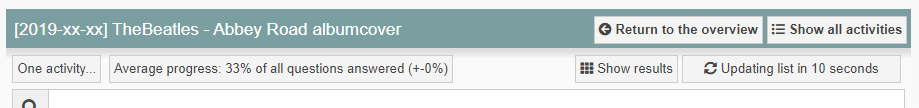 [2019-xx-xx] TheBeatles - Abbey Road albumcover Return to the overview Show all activities
One activity... Average progress: 33% of all questions answered (+-0%) Show results Updating list in 10 seconds